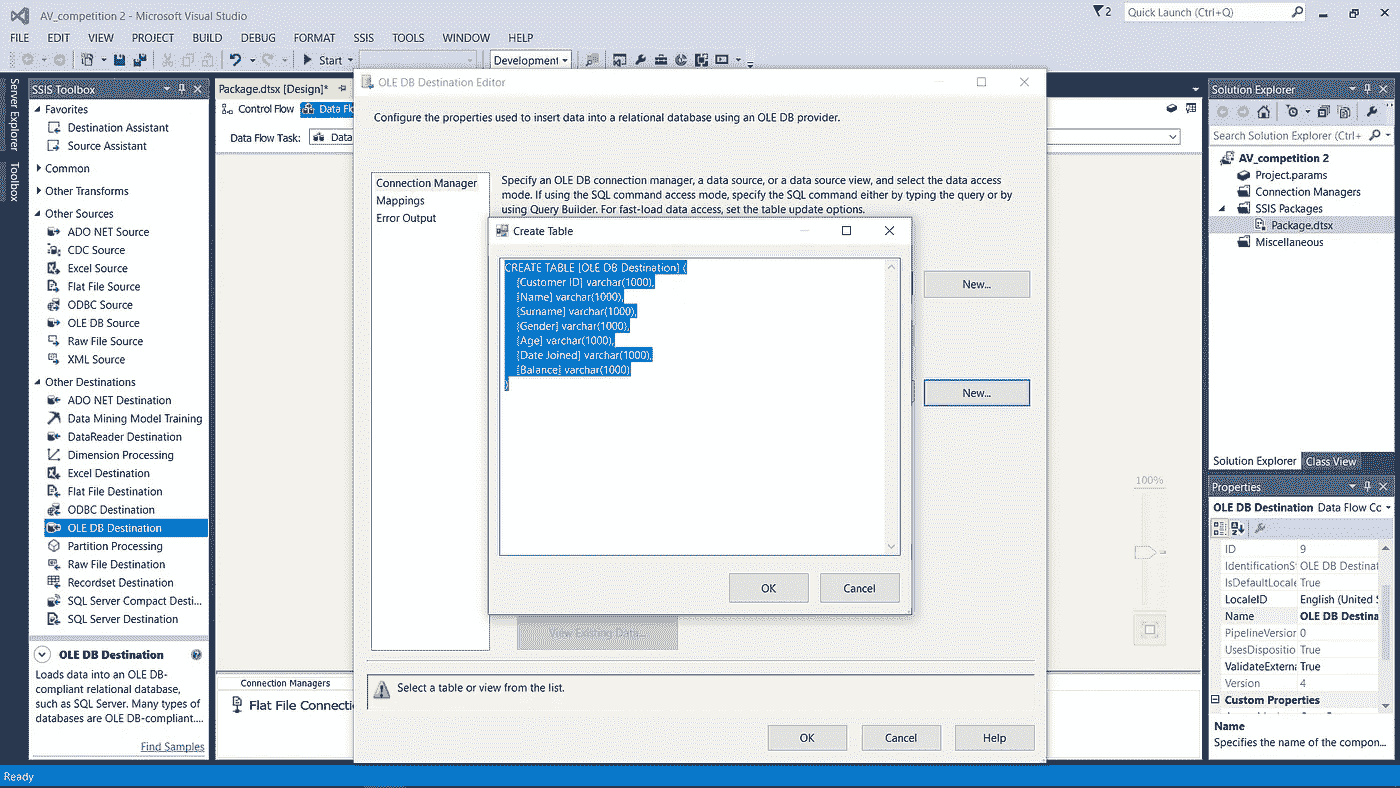 AV_competition 2 - Microsoft Visual Studio
2
Quick Launch (Ctrl+Q)
FILE EDIT VIEW PROJECT BUILD DEBUG FORMAT SSIS TOOLS WINDOW HELP
Start
Development
Server Explorer
Toolbox
SSIS Toolbox
Favorites
Destination Assistant
Source Assistant
Common
Other Transforms
Other Sources
ADO NET Source
CDC Source
Excel Source
Flat File Source
ODBC Source
OLE DB Source
Raw File Source
XML Source
Other Destinations
ADO NET Destination
Data Mining Model Training
DataReader Destination
Dimension Processing
Excel Destination
Flat File Destination
ODBC Destination
OLE DB Destination
Partition Processing
Raw File Destination
Recordset Destination
SQL Server Compact Desti...
SQL Server Destination
OLE DB Destination
Loads data into an OLE DB-
compliant relational database,
such as SQL Server. Many types of
databases are OLE DB-compliant....
Find Samples
Package.dtsx [Design]*
Control Flow
Data Fl
Data Flow Task:
Data
Connection Managers
Flat File Connecti
OLE DB Destination Editor
Configure the properties used to insert data into a relational database using an OLE DB provider.
Connection Manager
Mappings
Error Output
Specify an OLE DB connection manager, a data source, or a data source view, and select the data access
mode. If using the SQL command access mode, specify the SQL command either by typing the query or by
using Query Builder. For fast-load data access, set the table update options.
Create Table
CREATE TABLE [OLE DB Destination] (
[Customer ID] varchar(1000),
[Name] varchar(1000),
[Surname] varchar(1000),
[Gender] varchar(1000),
[Age] varchar(1000),
[Date Joined] varchar(1000),
[Balance] varchar(1000)
)
OK Cancel
New...
New...
View Existing Data...
Select a table or view from the list.
OK Cancel Help
100%
Solution Explorer
Search Solution Explorer (Ctrl+
AV_competition 2
Project.params
Connection Managers
SSIS Packages
Package.dtsx
Miscellaneous
Solution Explorer Class View
Properties
OLE DB Destination Data Flow Co
ID 9
IdentificationS OLE DB Destinat
IsDefaultLocale True
LocaleID English (United S
Name OLE DB Destina
PipelineVersion 0
UsesDispositio True
ValidateExtern True
Version 4
Custom Properties
Name
Specifies the name of the compon...
Ready